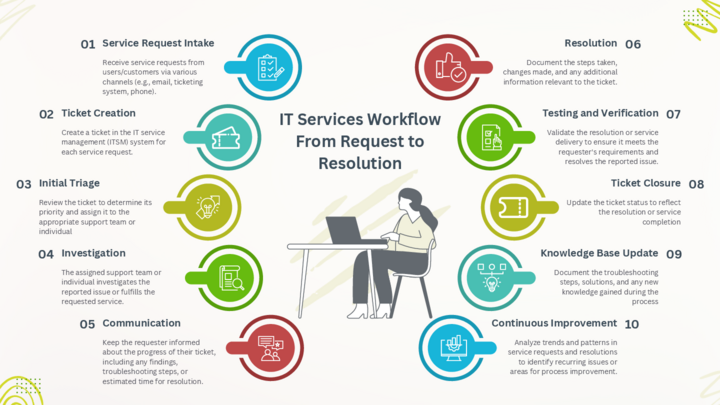 IT Services Workflow
From Request to
Resolution
01 Service Request Intake
Receive service requests from
users/customers via various
channels (e.g., email, ticketing
system, phone).
02 Ticket Creation
Create a ticket in the IT service
management (ITSM) system for
each service request.
03 Initial Triage
Review the ticket to determine its
priority and assign it to the
appropriate support team or
individual
04 Investigation
The assigned support team or
individual investigates the
reported issue or fulfills the
requested service.
05 Communication
Keep the requester informed
about the progress of their ticket,
including any findings,
troubleshooting steps, or
estimated time for resolution.
Resolution 06
Document the steps taken,
changes made, and any additional
information relevant to the ticket.
Testing and Verification 07
Validate the resolution or service
delivery to ensure it meets the
requester's requirements and
resolves the reported issue.
Ticket Closure 08
Update the ticket status to reflect
the resolution or service
completion
Knowledge Base Update 09
Document the troubleshooting
steps, solutions, and any new
knowledge gained during the
process
Continuous Improvement 10
Analyze trends and patterns in
service requests and resolutions
to identify recurring issues or
areas for process improvement.